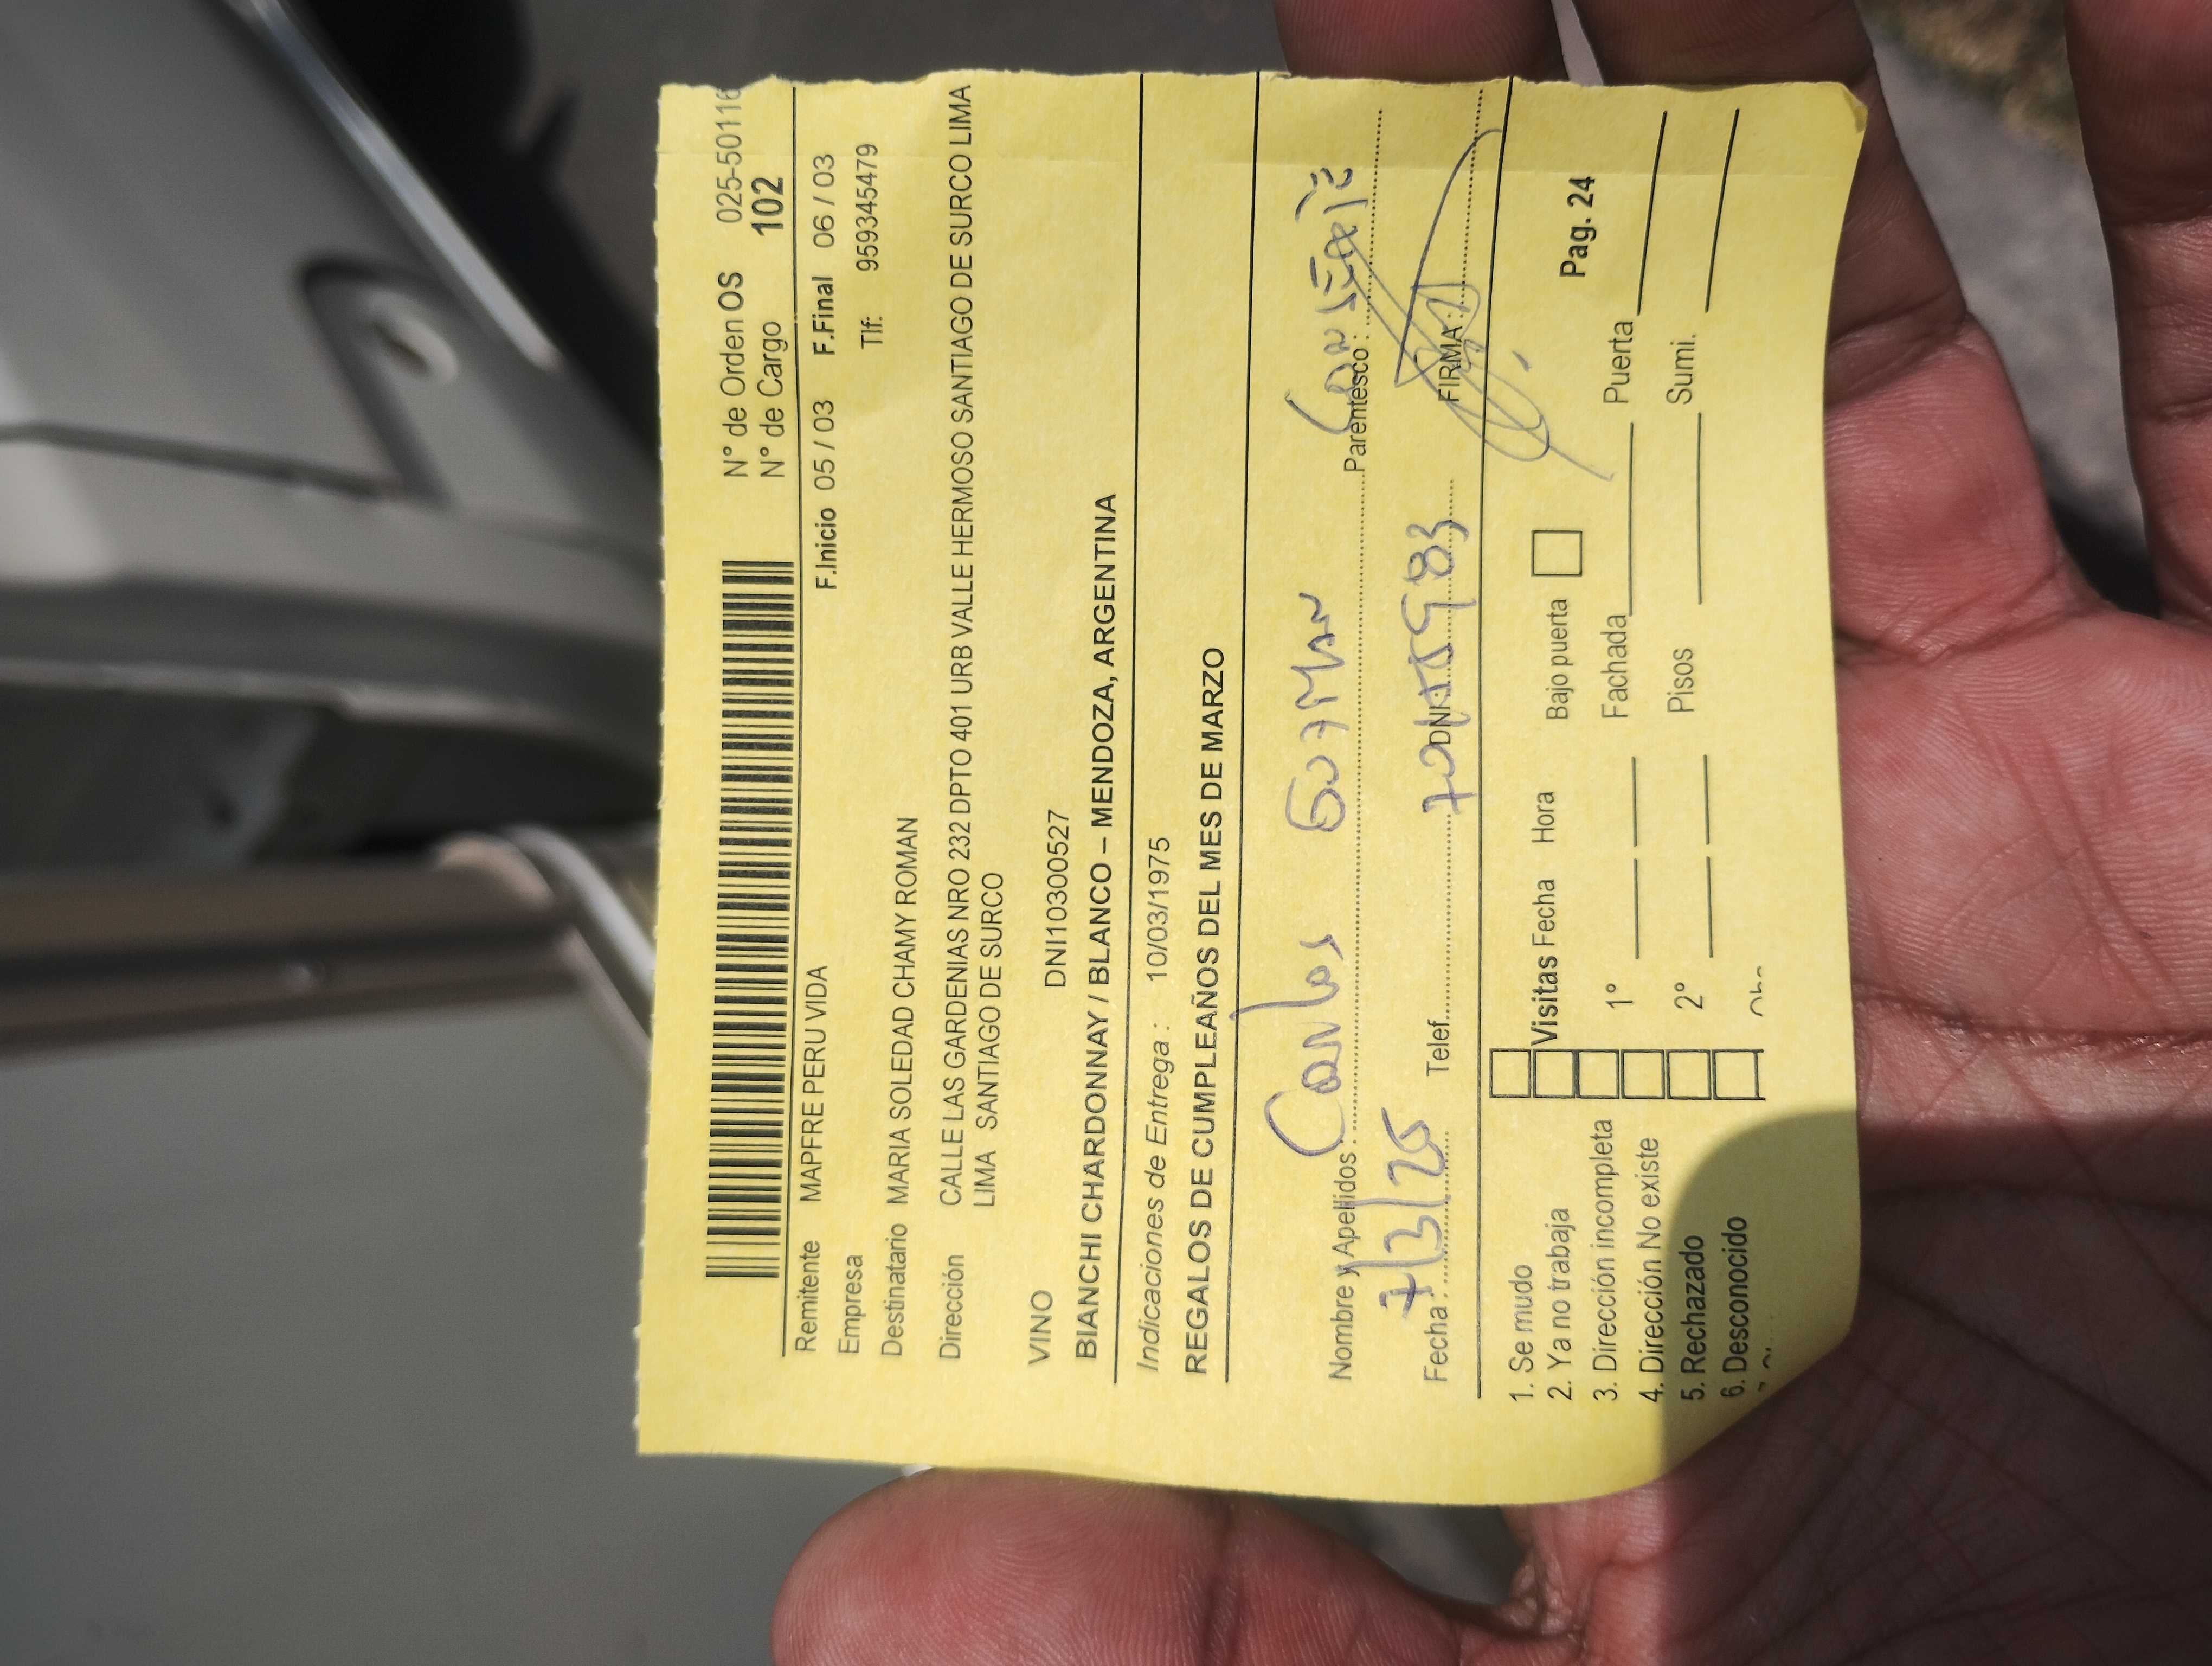 N° de Orden OS 025-50116
N° de Cargo 102
F.Inicio 05 / 03 F.Final 06 / 03
Remitente MAPFRE PERU VIDA
Empresa Tlf: 959345479
Destinatario MARIA SOLEDAD CHAMY ROMAN
Dirección CALLE LAS GARDENIAS NRO 232 DPTO 401 URB VALLE HERMOSO SANTIAGO DE SURCO LIMA
LIMA SANTIAGO DE SURCO
VINO DNI10300527
BIANCHI CHARDONNAY / BLANCO – MENDOZA, ARGENTINA
Indicaciones de Entrega : 10/03/1975
REGALOS DE CUMPLEAÑOS DEL MES DE MARZO
Nombre y Apellidos : Carlos Guzman Parentesco :
Fecha : 7/3/25 Telef. DNI FIRMA :
1. Se mudo
2. Ya no trabaja Visitas Fecha Hora Bajo puerta Pag. 24
3. Dirección incompleta 1° Fachada Puerta
4. Dirección No existe
5. Rechazado 2° Pisos Sumi.
6. Desconocido